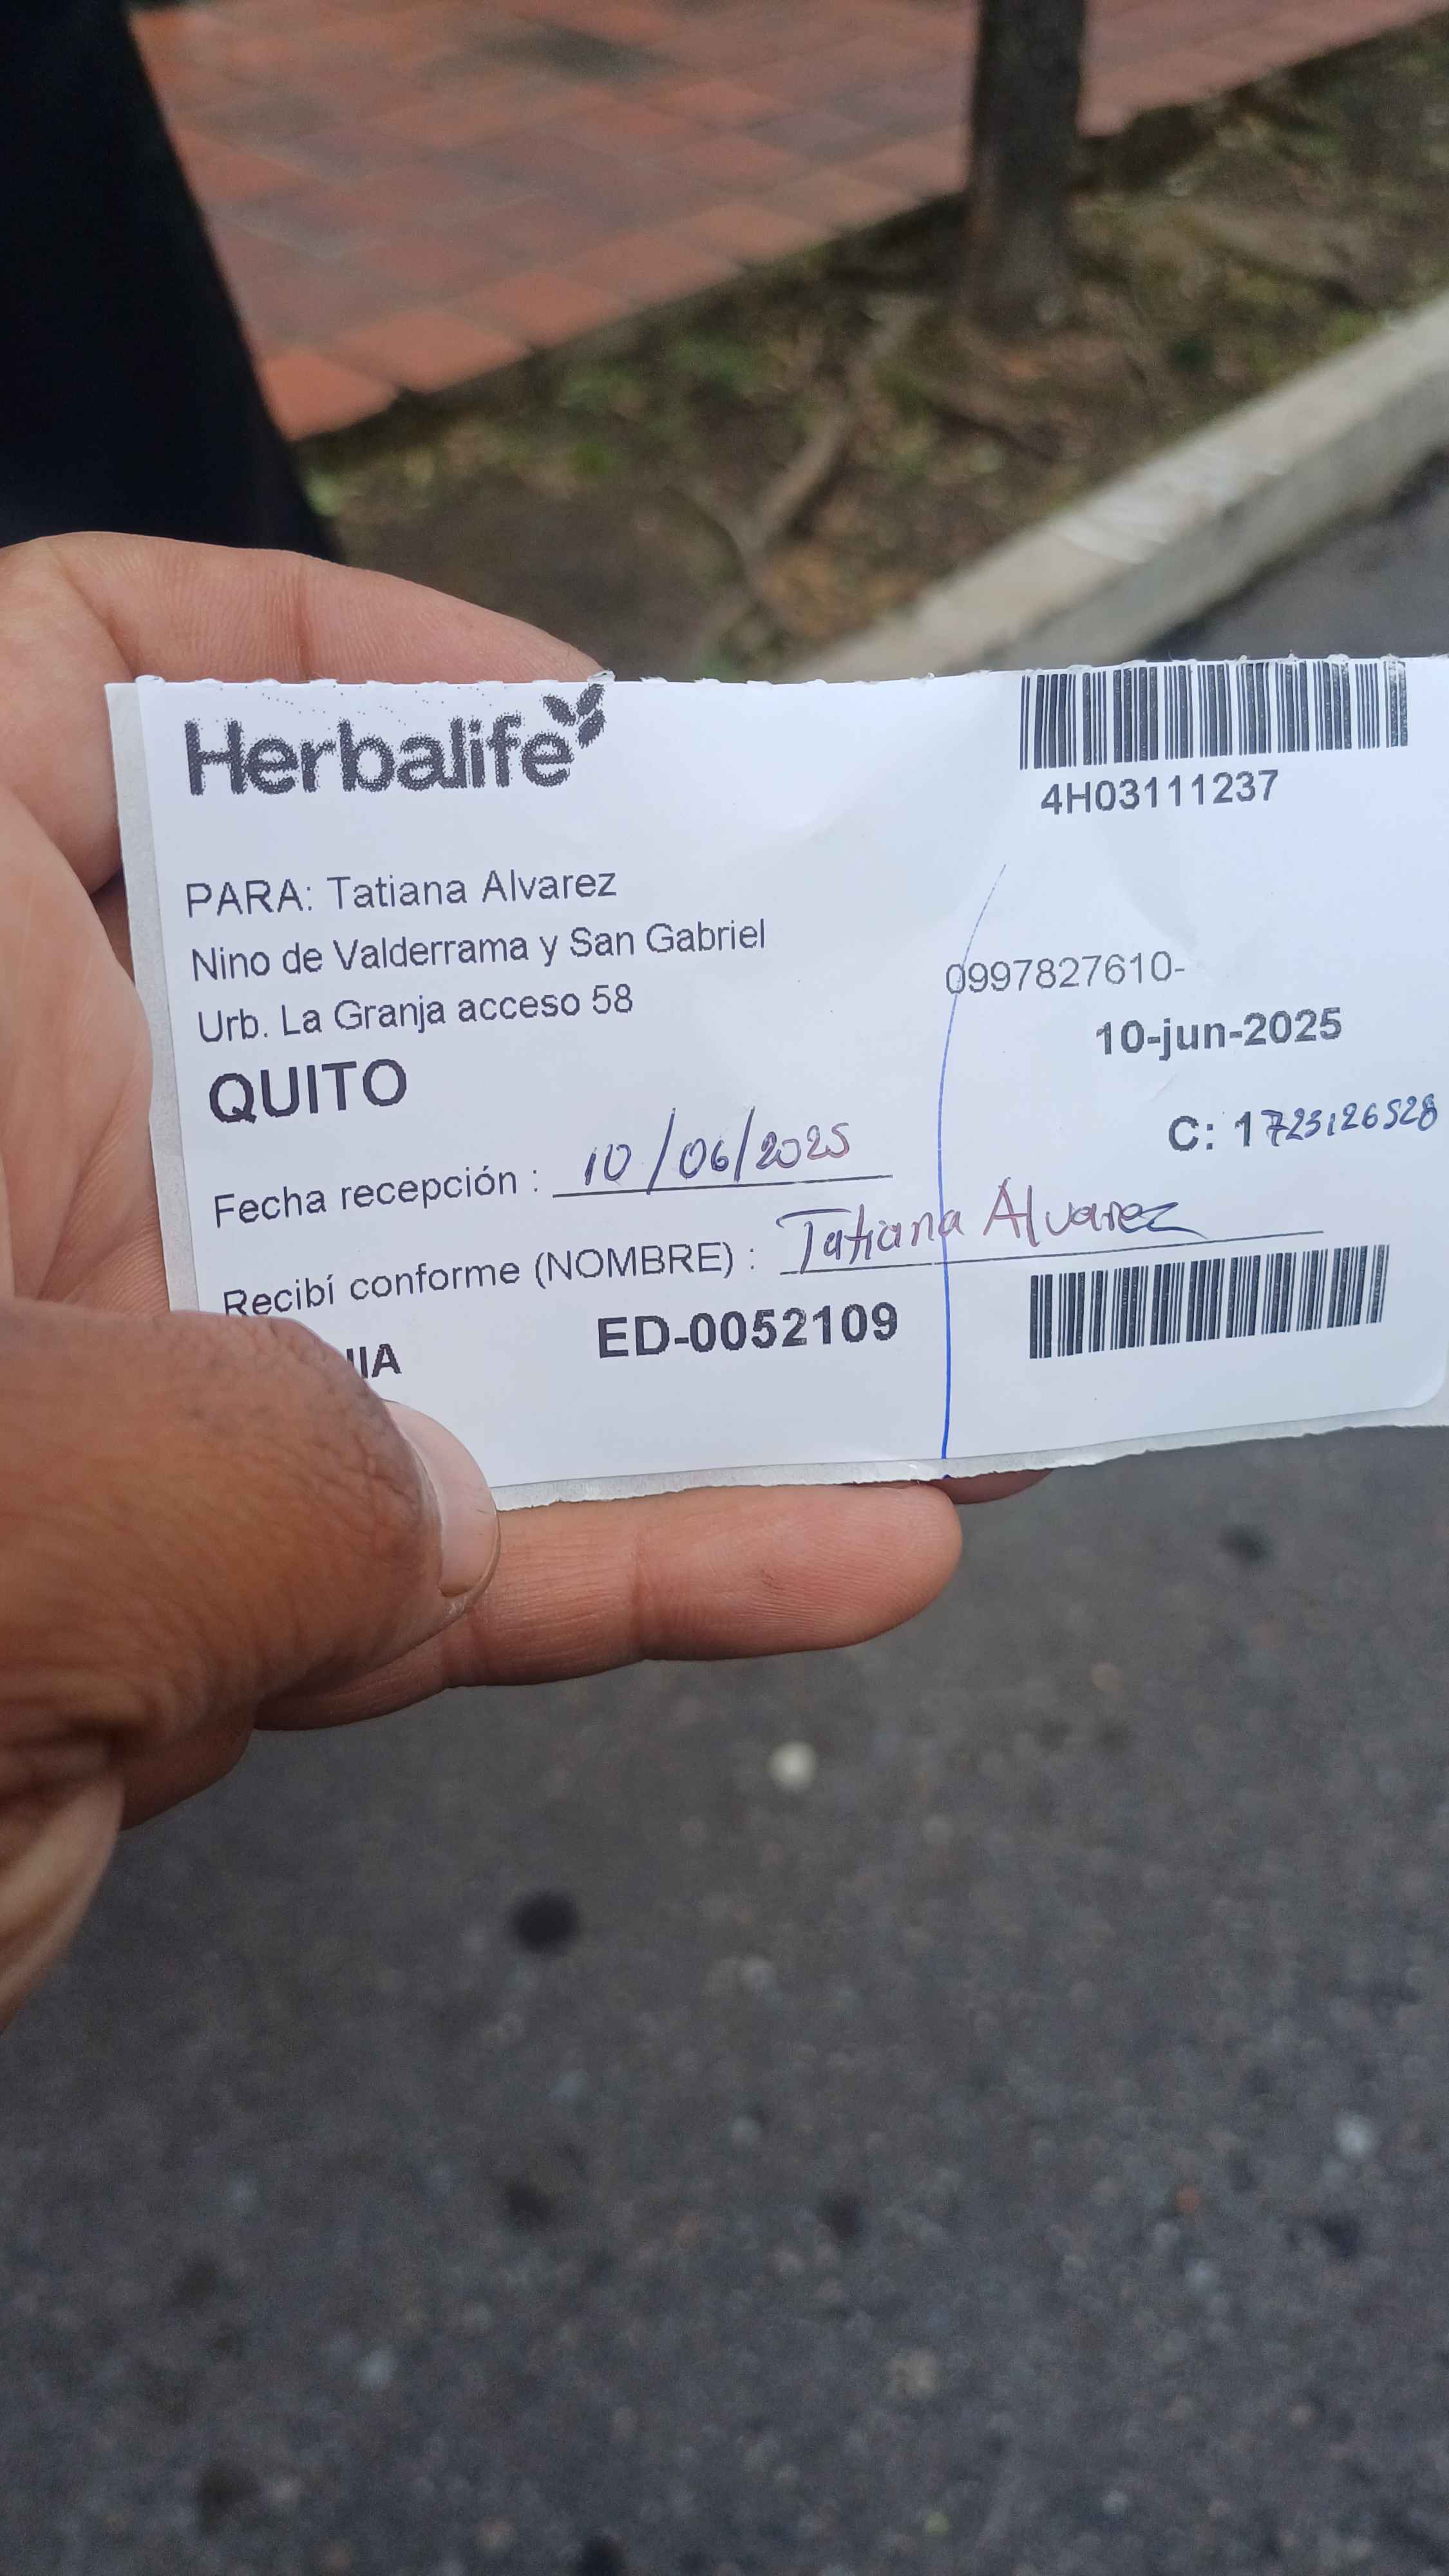 Herbalife
4H03111237
PARA: Tatiana Alvarez
Nino de Valderrama y San Gabriel
Urb. La Granja acceso 58
0997827610-
QUITO
10-jun-2025
C: 1723126528
Fecha recepción : 10/06/2025
Recibí conforme (NOMBRE) : Tatiana Álvarez
ED-0052109